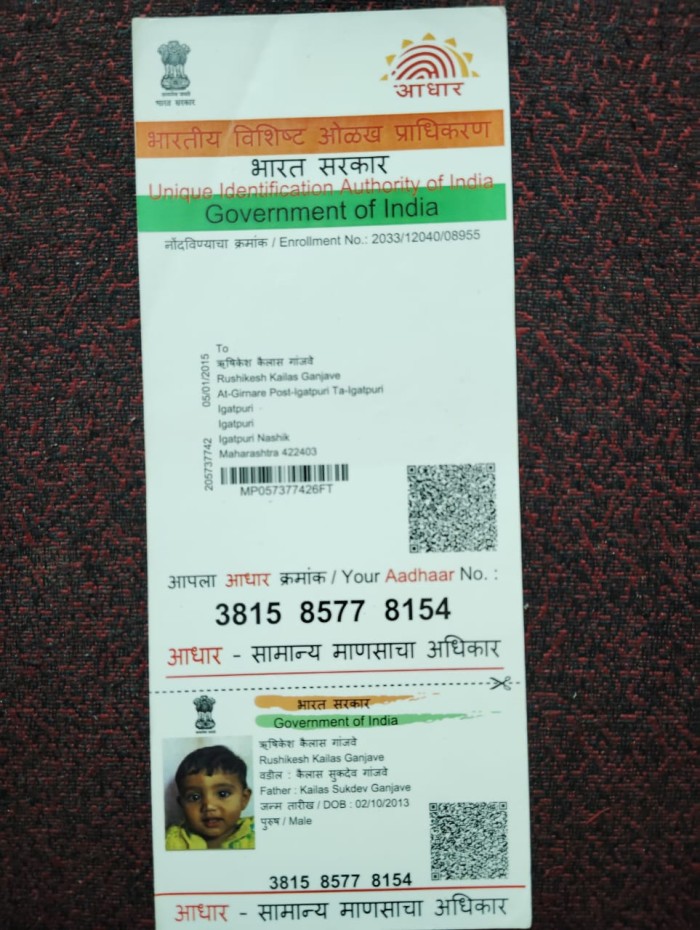 भारत सरकार
आधार
भारतीय विशिष्ट ओळख प्राधिकरण
भारत सरकार
Unique Identification Authority of India
Government of India
नोंदविण्याचा क्रमांक / Enrollment No.: 2033/12040/08955
To
ऋषिकेश कैलास गांजवे
Rushikesh Kailas Ganjave
At-Girnare Post-Igatpuri Ta-Igatpuri
Igatpuri
Igatpuri
Igatpuri Nashik
Maharashtra 422403
05/01/2015
205737742
MP057377426FT
आपला आधार क्रमांक / Your Aadhaar No. :
3815 8577 8154
आधार - सामान्य माणसाचा अधिकार
भारत सरकार
Government of India
ऋषिकेश कैलास गांजवे
Rushikesh Kailas Ganjave
वडील : कैलास सुकदेव गांजवे
Father : Kailas Sukdev Ganjave
जन्म तारीख / DOB : 02/10/2013
पुरुष / Male
3815 8577 8154
आधार - सामान्य माणसाचा अधिकार